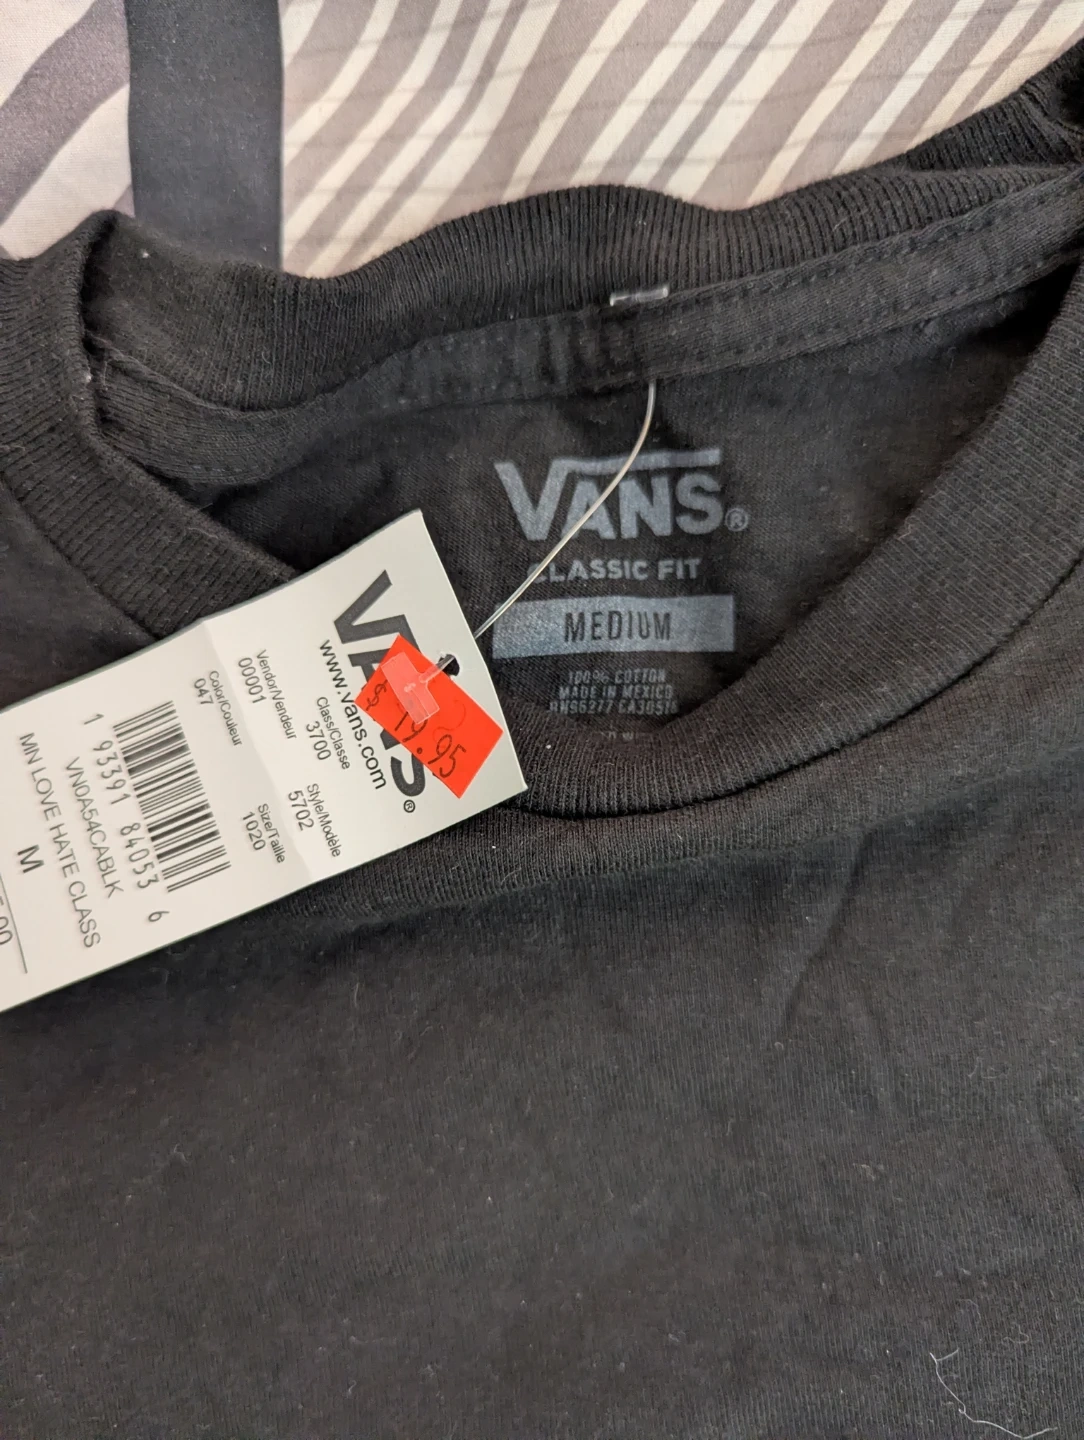 VANS®
CLASSIC FIT
MEDIUM
100% COTTON
MADE IN MEXICO
VANS®
www.vans.com
$ 19.95
Vendor/Vendeur
00001
Class/Classe
3700
Style/Modèle
5702
Color/Couleur
047
Size/Taille
1020
1 93391 84053 6
VN0A54CABLK
MN LOVE HATE CLASS
M